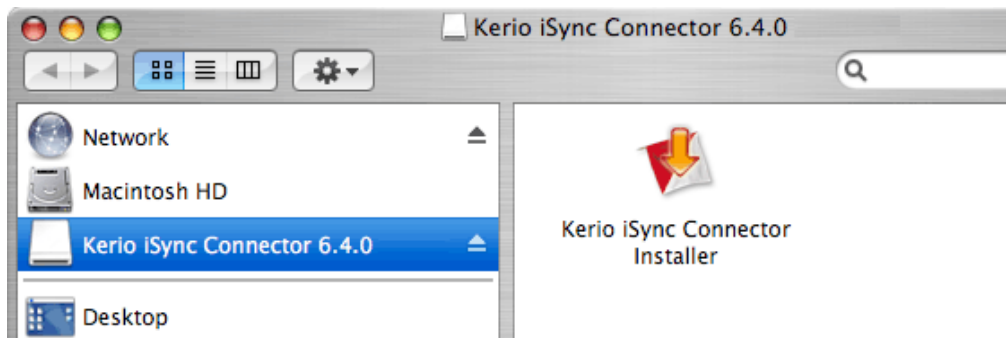 Kerio iSync Connector 6.4.0
Network
Macintosh HD
Kerio iSync Connector 6.4.0
Desktop
Kerio iSync Connector
Installer